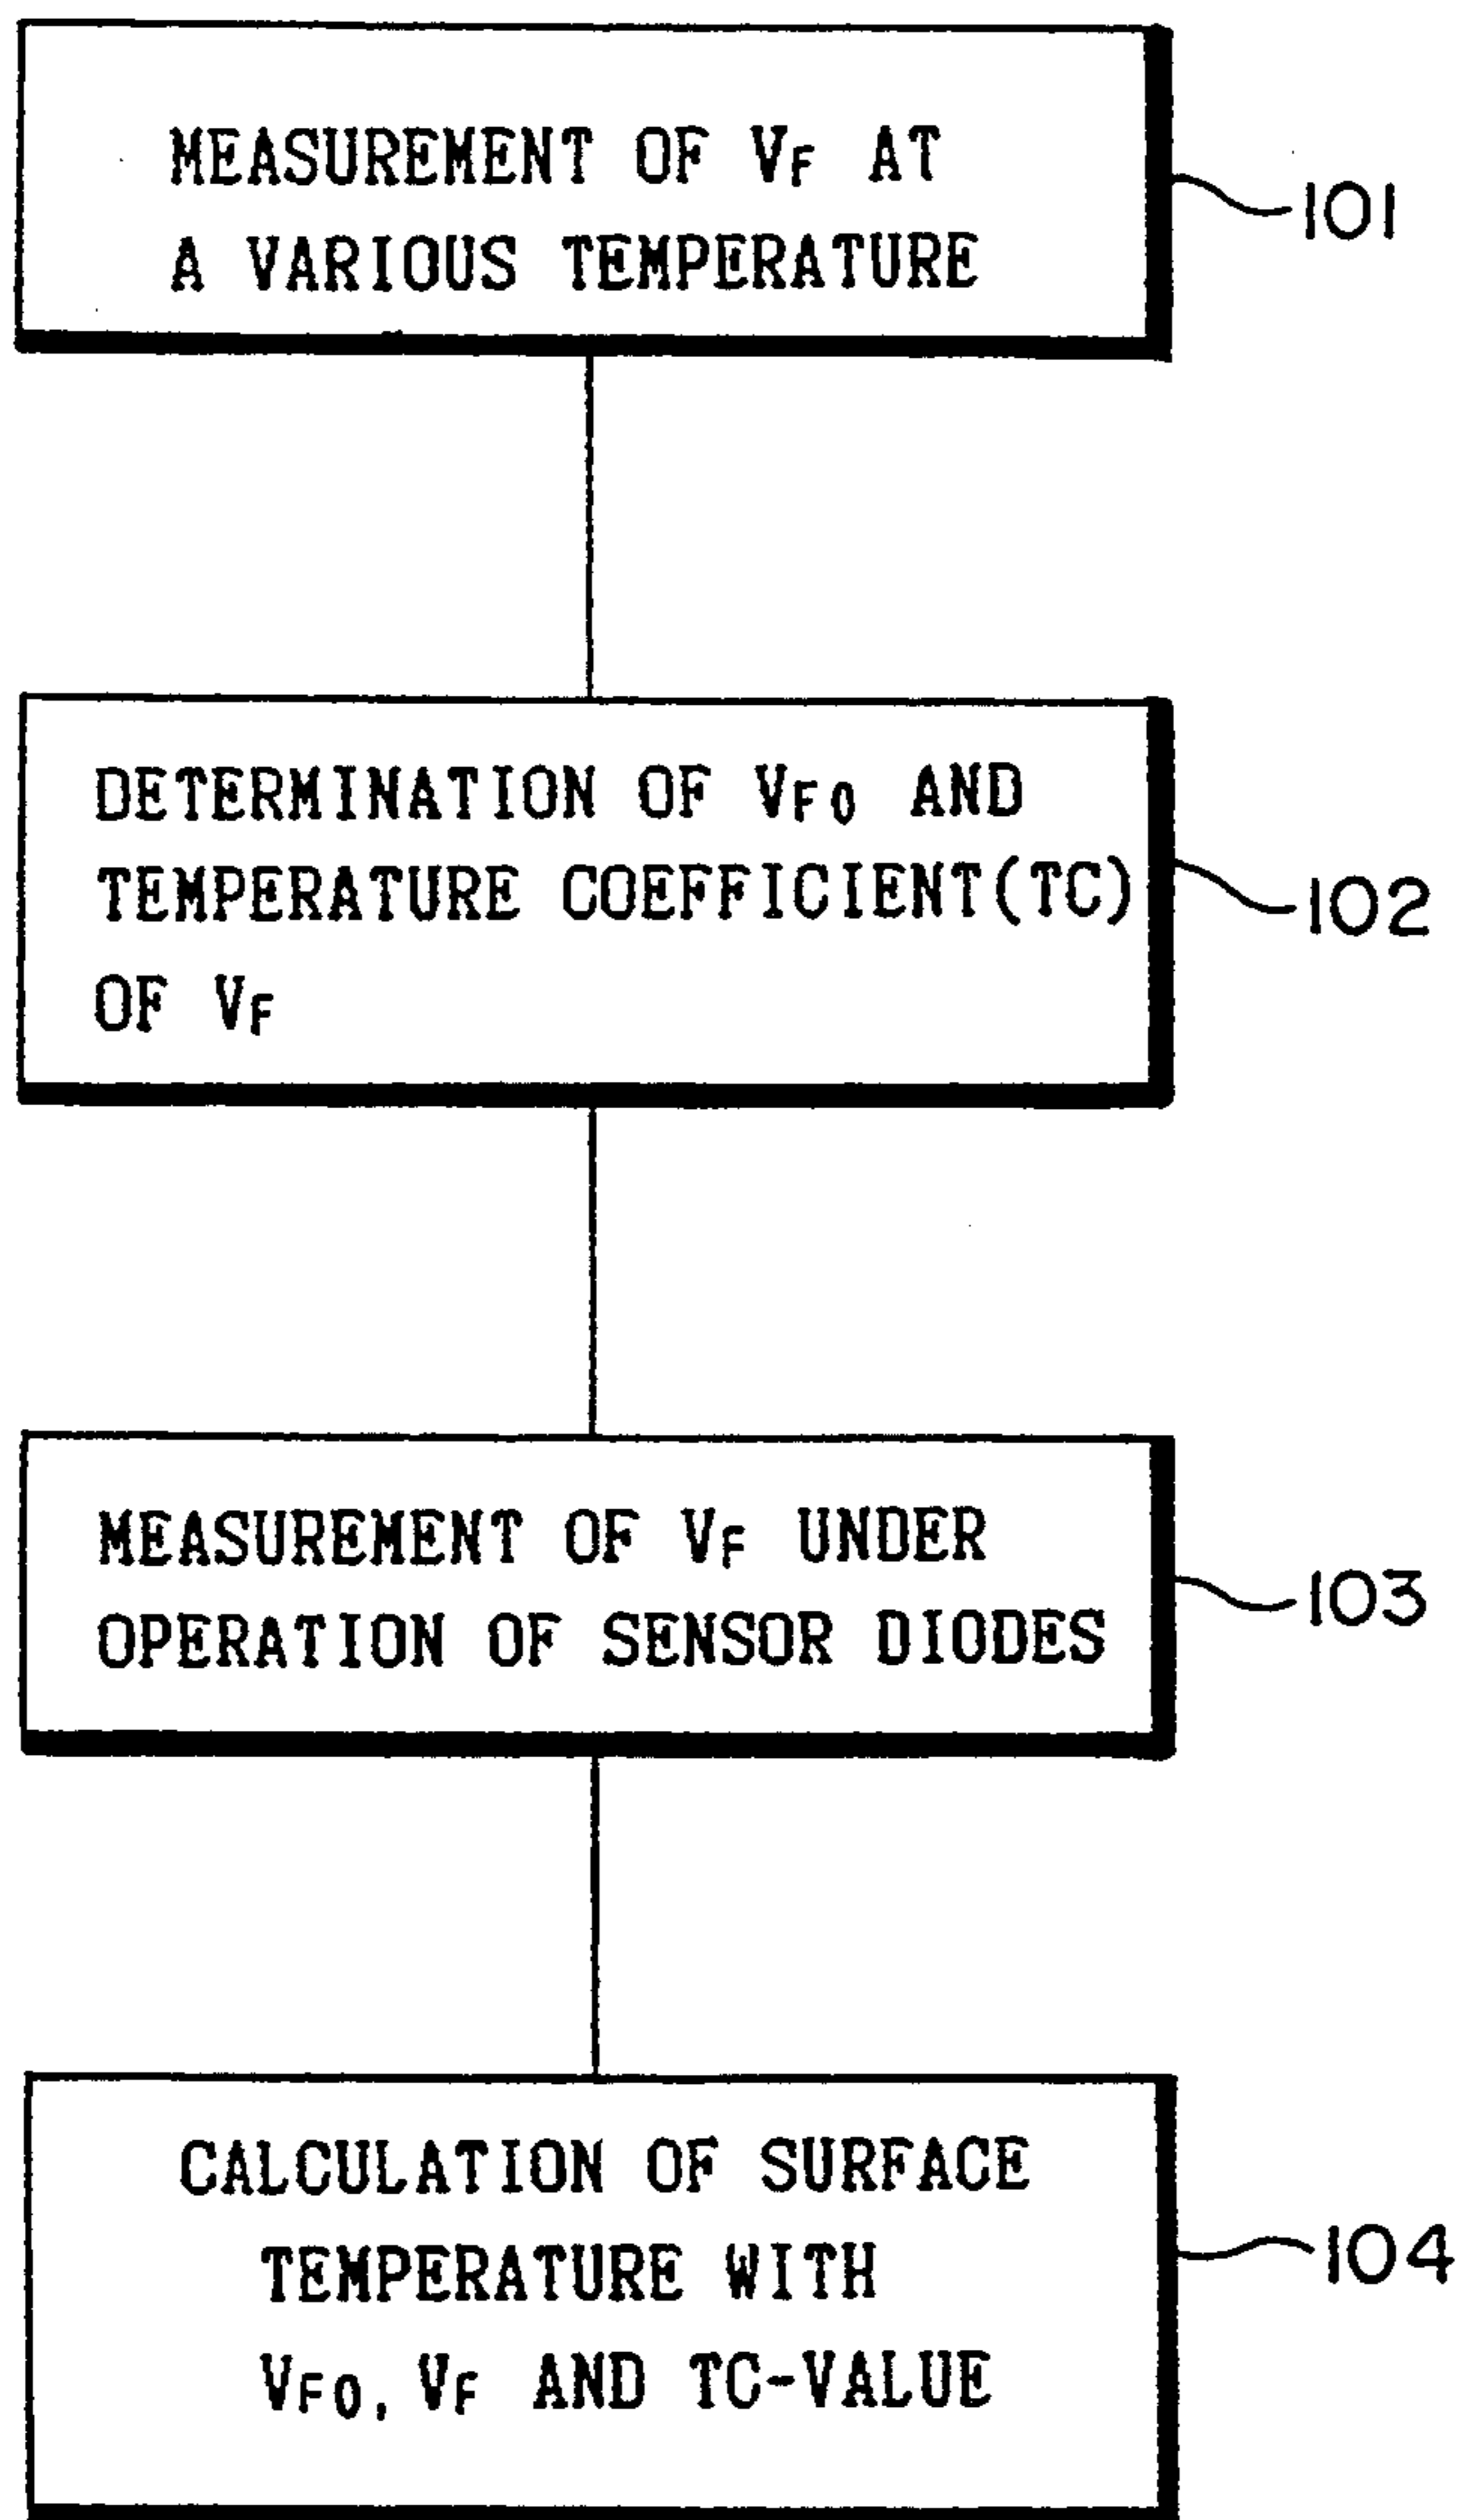 MEASUREMENT OF VF AT
A VARIOUS TEMPERATURE
101
DETERMINATION OF VF0 AND
TEMPERATURE COEFFICIENT(TC)
OF VF
102
MEASUREMENT OF VF UNDER
OPERATION OF SENSOR DIODES
103
CALCULATION OF SURFACE
TEMPERATURE WITH
VF0, VF AND TC-VALUE
104